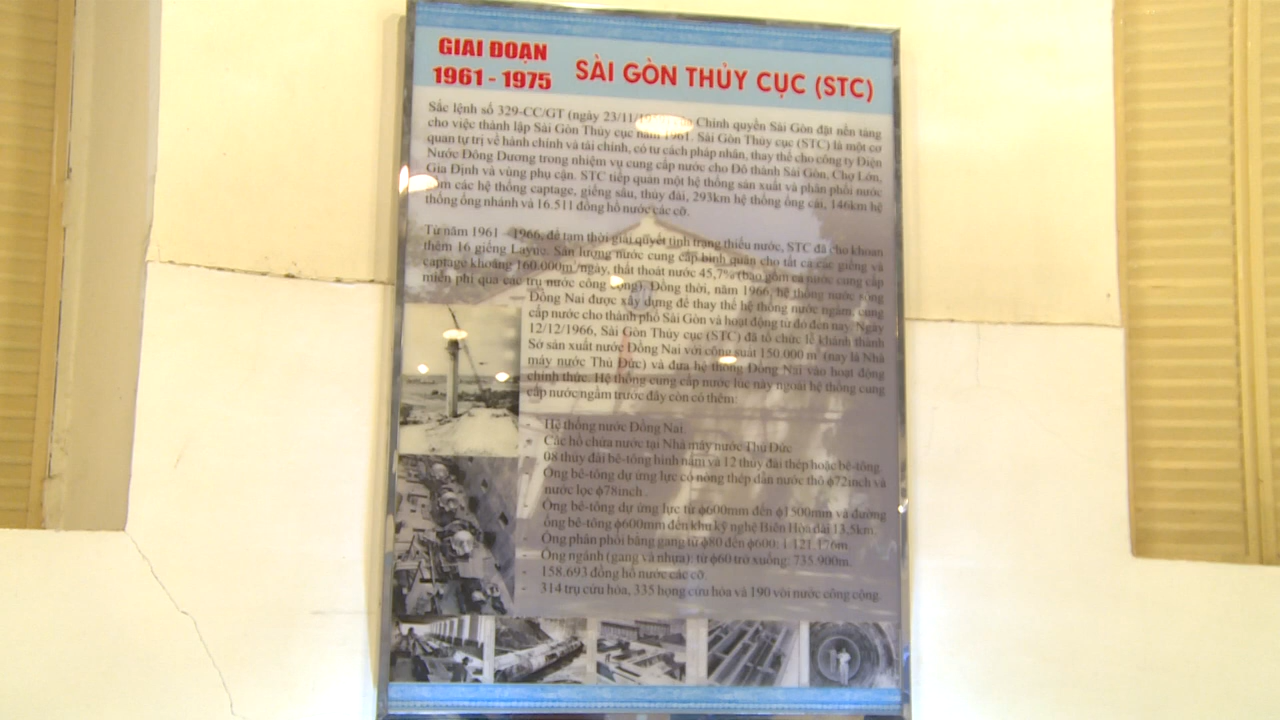 GIAI ĐOẠN
1961 - 1975
SÀI GÒN THỦY CỤC (STC)
Sắc lệnh số 329-CC/GT (ngày 23/11/ Chính quyền Sài Gòn đặt nền tảng
cho việc thành lập Sài Gòn Thủy cục năm 1961. Sài Gòn Thủy cục (STC) là một cơ
quan tự trị về hành chính và tài chính, có tư cách pháp nhân, thay thế cho công ty Điện
Nước Đông Dương trong nhiệm vụ cung cấp nước cho Đô thành Sài Gòn, Chợ Lớn,
Gia Định và vùng phụ cận. STC tiếp quản một hệ thống sản xuất và phân phối nước
gồm các hệ thống captage, giếng sâu, thủy đài, 293km hệ thống ống cái, 146km hệ
thống ống nhánh và 16.511 đồng hồ nước các cỡ.
Từ năm 1961 - 1966, để tạm thời giải quyết tình trạng thiếu nước, STC đã cho khoan
thêm 16 giếng Layne. Sản lượng nước cung cấp bình quân cho tất cả các giếng và
captage khoảng 160.000m³/ngày, thất thoát nước 45,7% (bao gồm cả nước cung cấp
miễn phí qua các trụ nước công cộng). Đồng thời, năm 1966, hệ thống nước sông
Đồng Nai được xây dựng để thay thế hệ thống nước ngầm, cung
cấp nước cho thành phố Sài Gòn và hoạt động từ đó đến nay. Ngày
12/12/1966, Sài Gòn Thủy cục (STC) đã tổ chức lễ khánh thành
Sở sản xuất nước Đồng Nai với công suất 150.000 m³ (nay là Nhà
máy nước Thủ Đức) và đưa hệ thống Đồng Nai vào hoạt động
chính thức. Hệ thống cung cấp nước lúc này ngoài hệ thống cung
cấp nước ngầm trước đây còn có thêm:
- Hệ thống nước Đồng Nai
- Các hồ chứa nước tại Nhà máy nước Thủ Đức
- 08 thủy đài bê-tông hình nấm và 12 thủy đài thép hoặc bê-tông
- Ống bê-tông dự ứng lực có nòng thép dẫn nước thô ϕ72inch và
nước lọc ϕ78inch
- Ống bê-tông dự ứng lực từ ϕ600mm đến ϕ1500mm và đường
ống bê-tông ϕ600mm đến khu kỹ nghệ Biên Hòa dài 13,5km.
- Ống phân phối bằng gang từ ϕ80 đến ϕ600: 1.121.176m.
- Ống ngánh (gang và nhựa): từ ϕ60 trở xuống: 735.900m.
- 158.693 đồng hồ nước các cỡ.
- 314 trụ cứu hỏa, 335 họng cứu hỏa và 190 vòi nước công cộng.